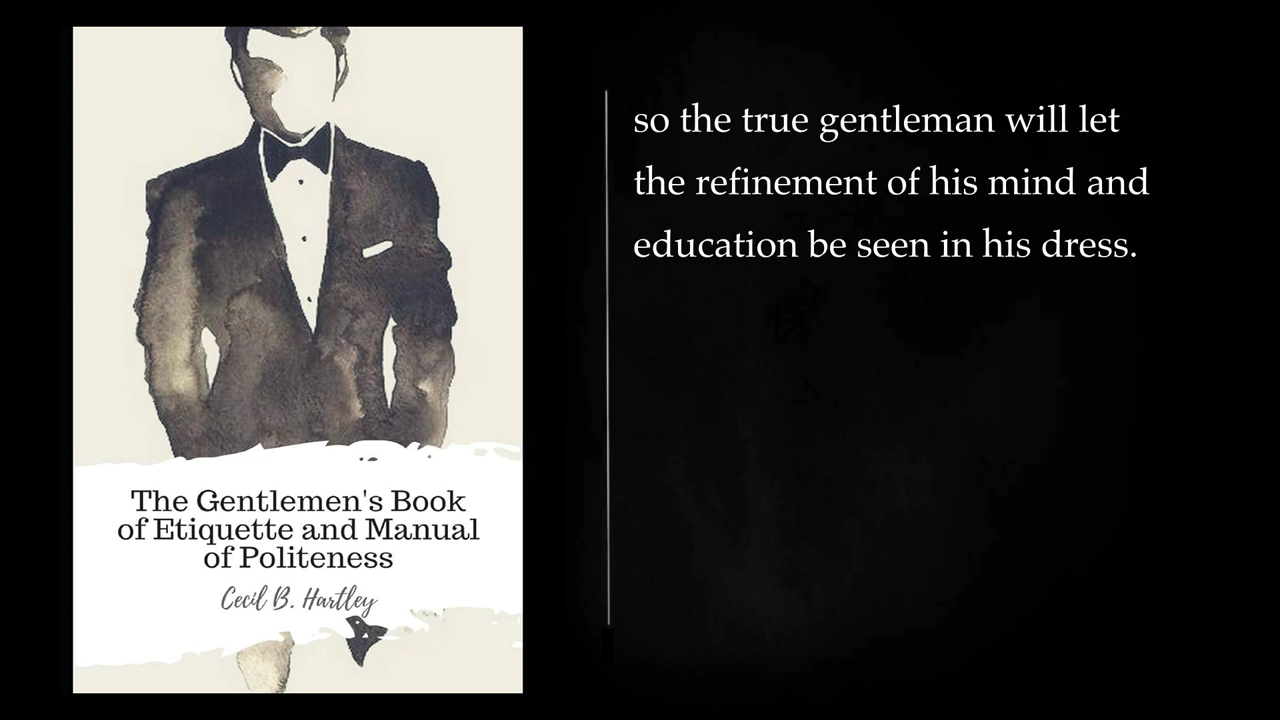 The Gentlemen's Book
of Etiquette and Manual
of Politeness
Cecil B. Hartley
so the true gentleman will let
the refinement of his mind and
education be seen in his dress.